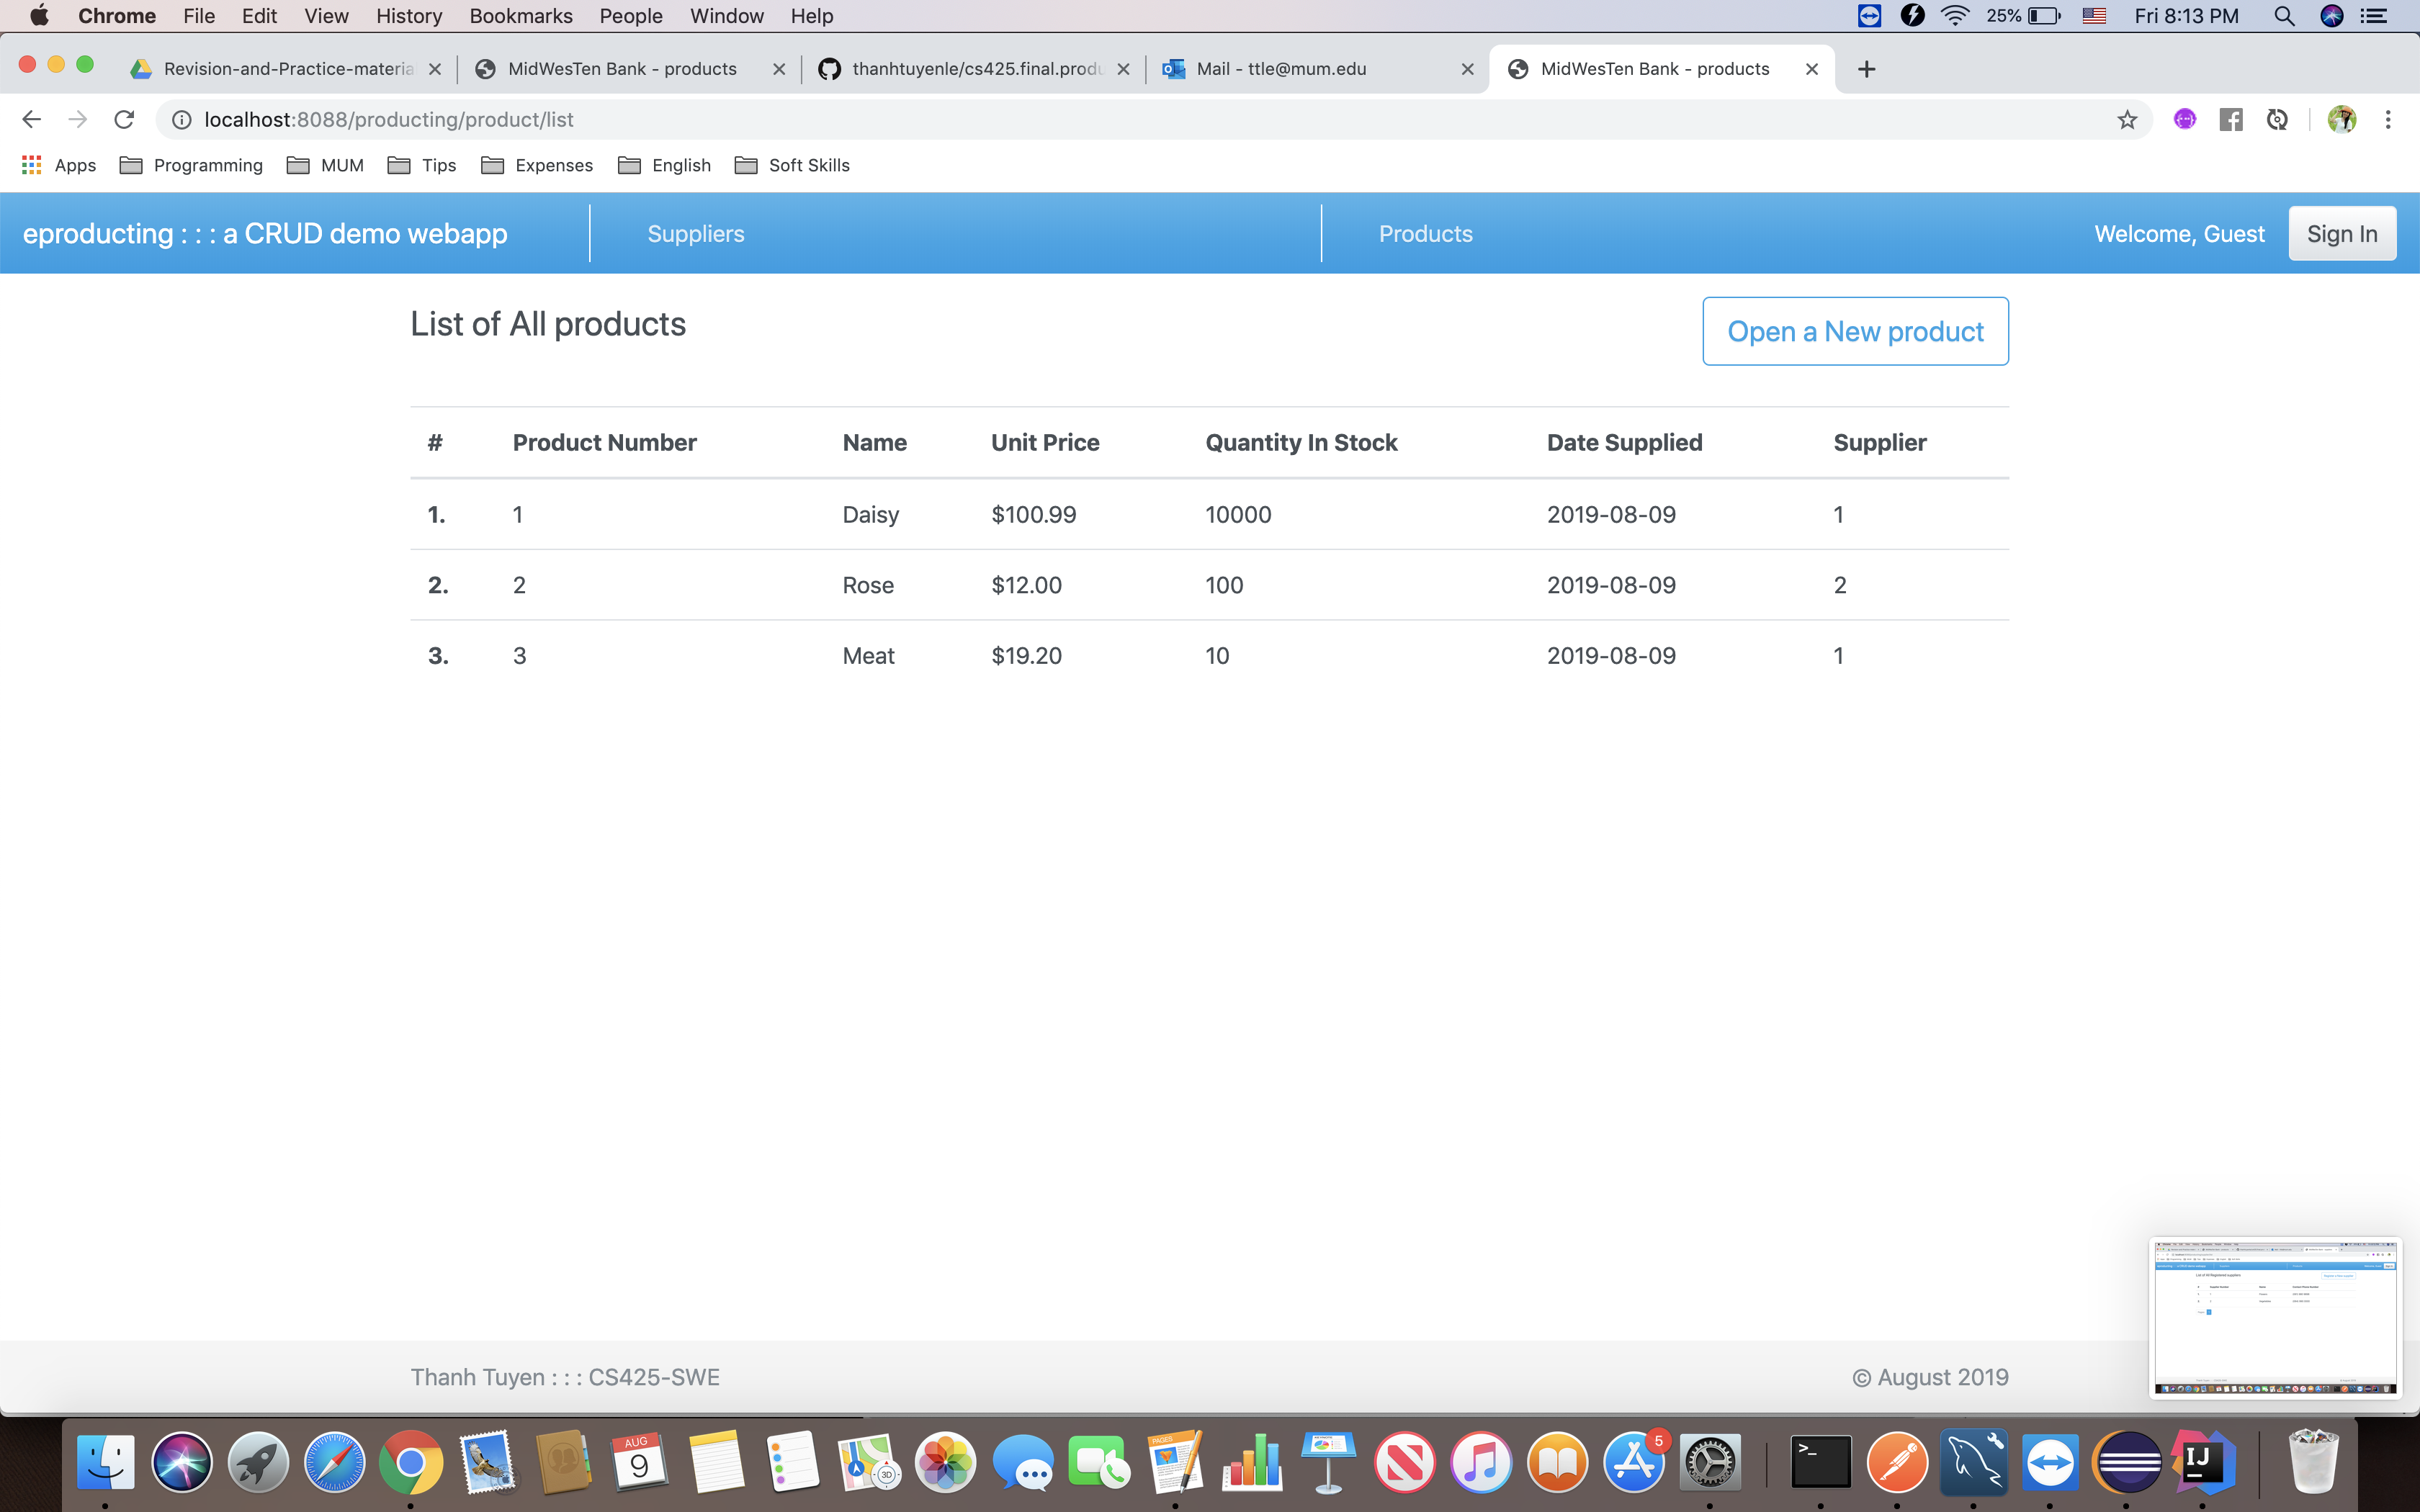 Chrome File Edit View History Bookmarks People Window Help 25% Fri 8:13 PM
Revision-and-Practice-materia MidWesTen Bank - products thanhtuyenle/cs425.final.produ Mail - ttle@mum.edu MidWesTen Bank - products
localhost:8088/producting/product/list
Apps Programming MUM Tips Expenses English Soft Skills
eproducting : : : a CRUD demo webapp Suppliers Products Welcome, Guest Sign In
List of All products Open a New product
# Product Number Name Unit Price Quantity In Stock Date Supplied Supplier
1. 1 Daisy $100.99 10000 2019-08-09 1
2. 2 Rose $12.00 100 2019-08-09 2
3. 3 Meat $19.20 10 2019-08-09 1
Thanh Tuyen : : : CS425-SWE © August 2019
AUG
9
3D
PAGES
5
>_
IJ